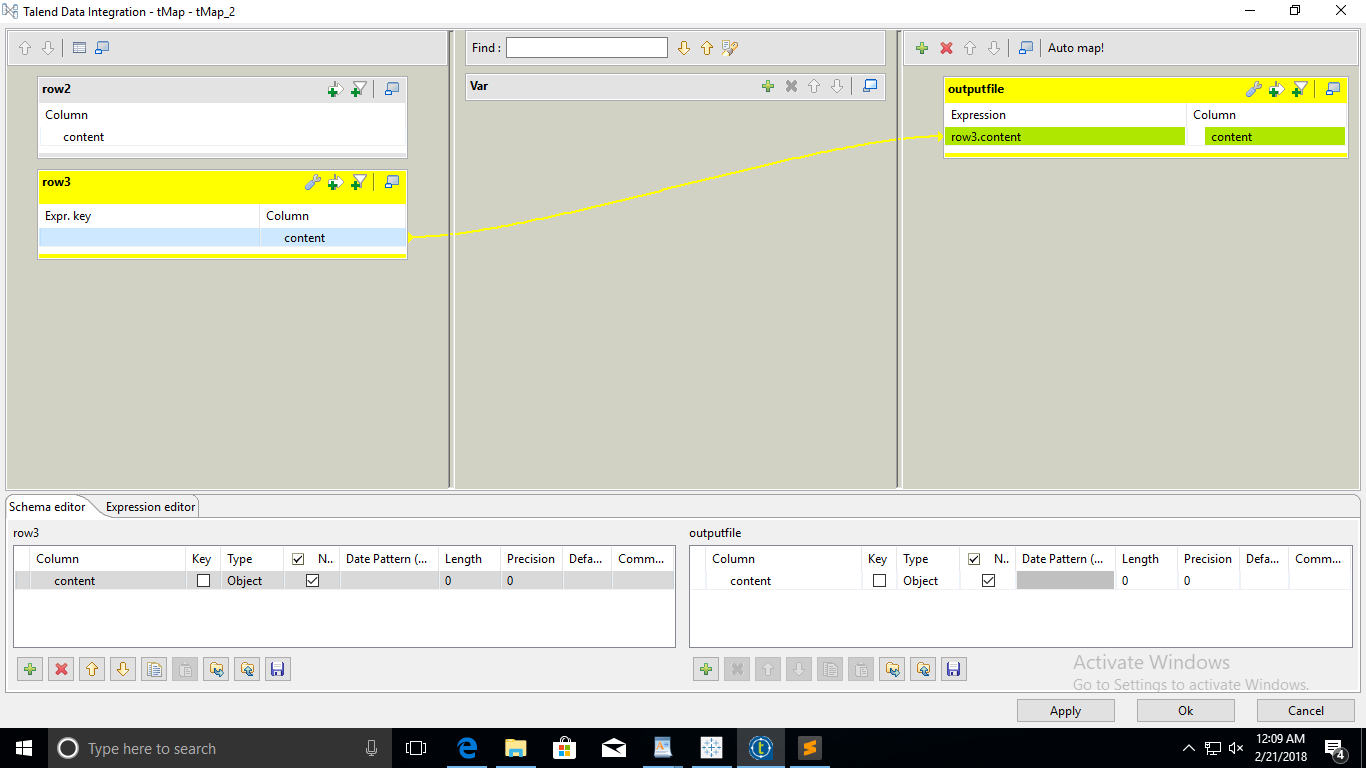 Talend Data Integration - tMap - tMap_2
Find :
Auto map!
row2
Column
content
row3
Expr. key
Column
content
Var
outputfile
Expression
Column
row3.content
content
Schema editor
Expression editor
row3
Column
Key
Type
N..
Date Pattern (...
Length
Precision
Defa...
Comm...
content
Object
0
0
outputfile
Column
Key
Type
N..
Date Pattern (...
Length
Precision
Defa...
Comm...
content
Object
0
0
Activate Windows
Go to Settings to activate Windows.
Apply
Ok
Cancel
Type here to search
12:09 AM
2/21/2018
4